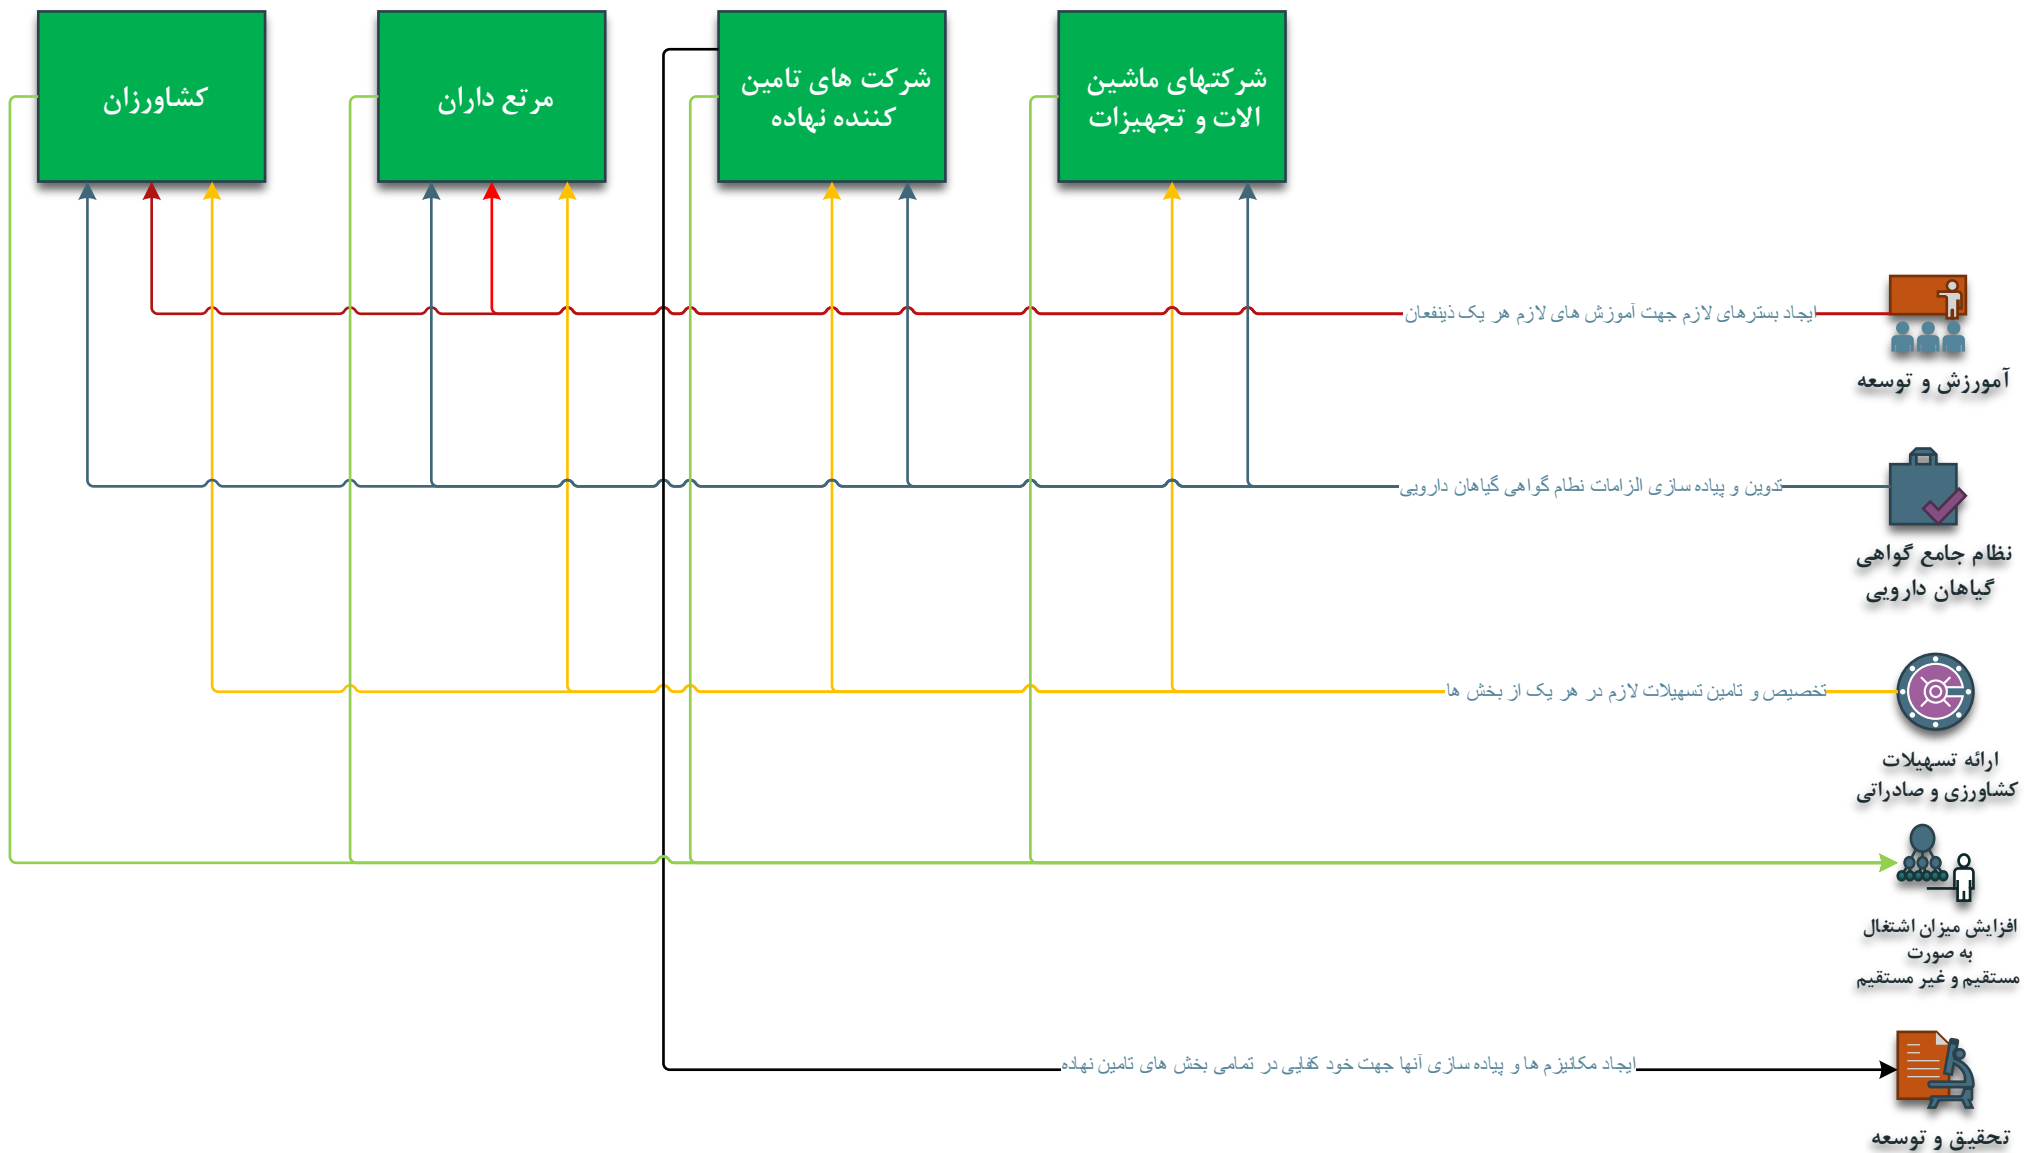 شرکتهای ماشین
الات و تجهیزات
شرکت های تامین
کننده نهاده
مرتع داران
کشاورزان
ایجاد بسترهای لازم جهت آموزش های لازم هر یک ذینفعان
آمورزش و توسعه
تدوین و پیاده سازی الزامات نطام گواهی گیاهان دارویی
نظام جامع گواهی
گیاهان دارویی
تخصیص و تامین تسهیلات لازم در هر یک از بخش ها
ارائه تسهیلات
کشاورزی و صادراتی
افزایش میزان اشتغال
به صورت
مستقیم و غیر مستقیم
ایجاد مکانیزم ها و پیاده سازی آنها جهت خود کفایی در تمامی بخش های تامین نهاده
تحقیق و توسعه